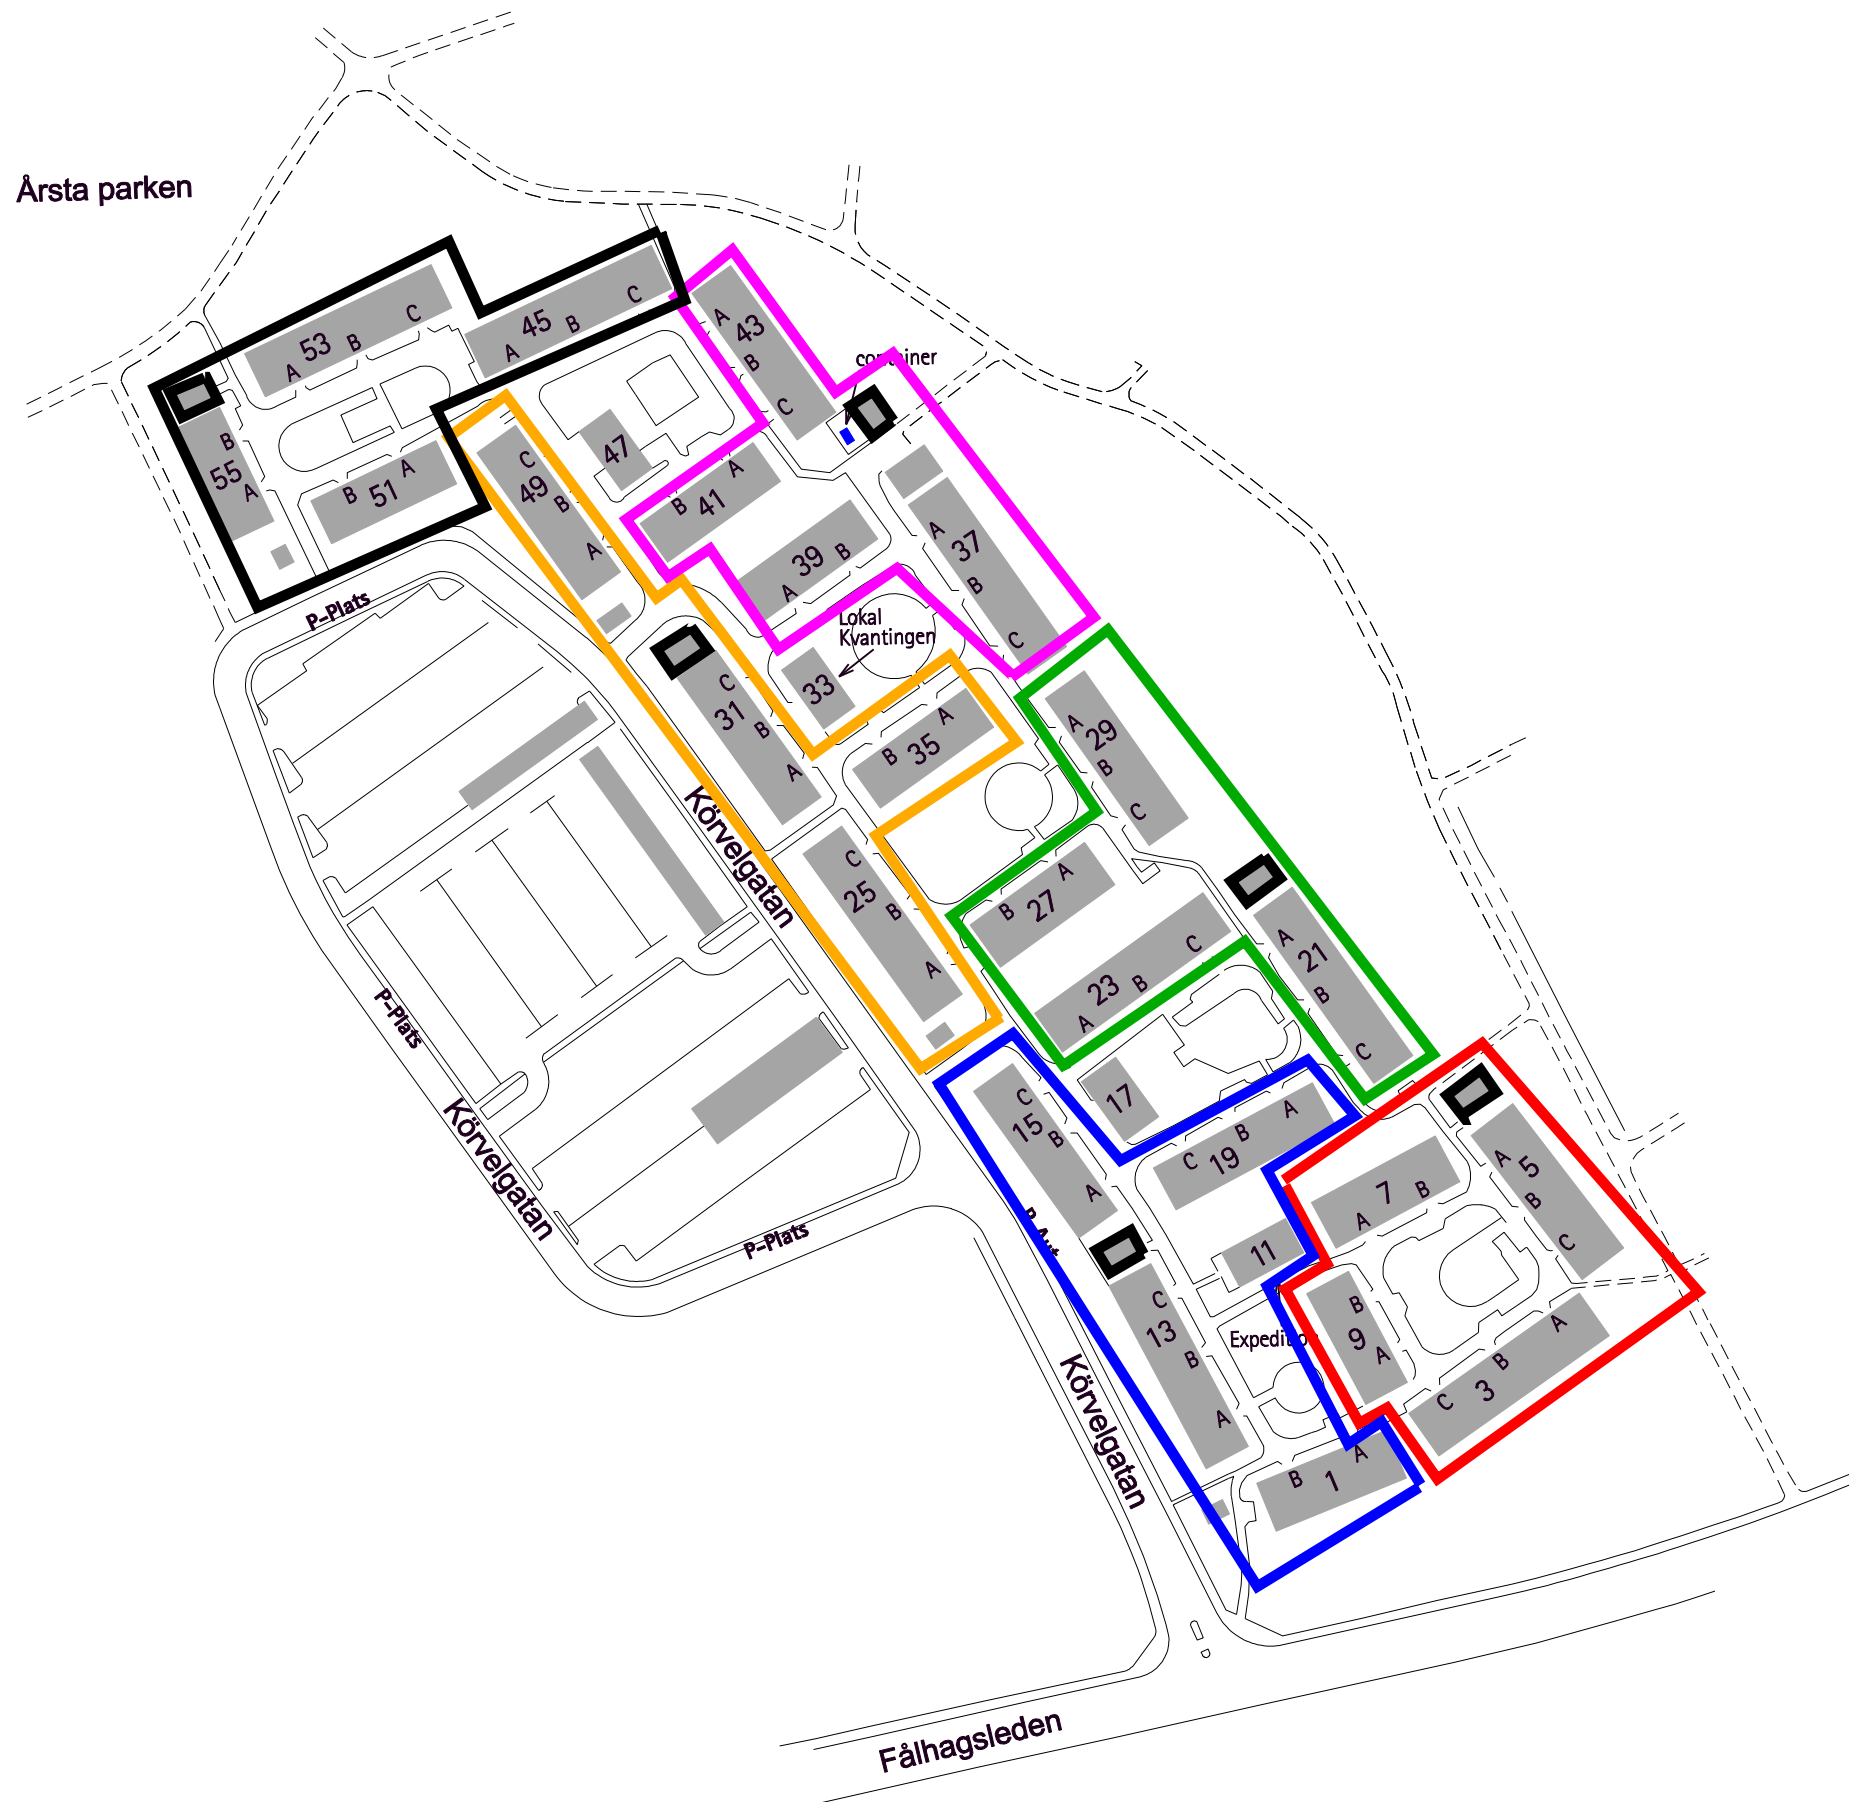 Årsta parken
53
A
B
C
45
A
B
C
43
A
B
C
container
55
B
A
51
B
A
49
C
B
A
47
41
B
A
39
A
B
37
A
B
C
P-Plats
Lokal
Kvantingen
33
31
C
B
A
35
B
A
29
A
B
C
Körvelgatan
25
C
B
A
27
B
A
23
A
B
C
21
A
B
C
P-Plats
17
15
C
B
A
19
C
B
A
5
A
B
C
7
A
B
Körvelgatan
P-Plats
11
13
C
B
A
Expedition
9
B
A
3
C
B
A
Körvelgatan
1
B
A
Fålhagsleden